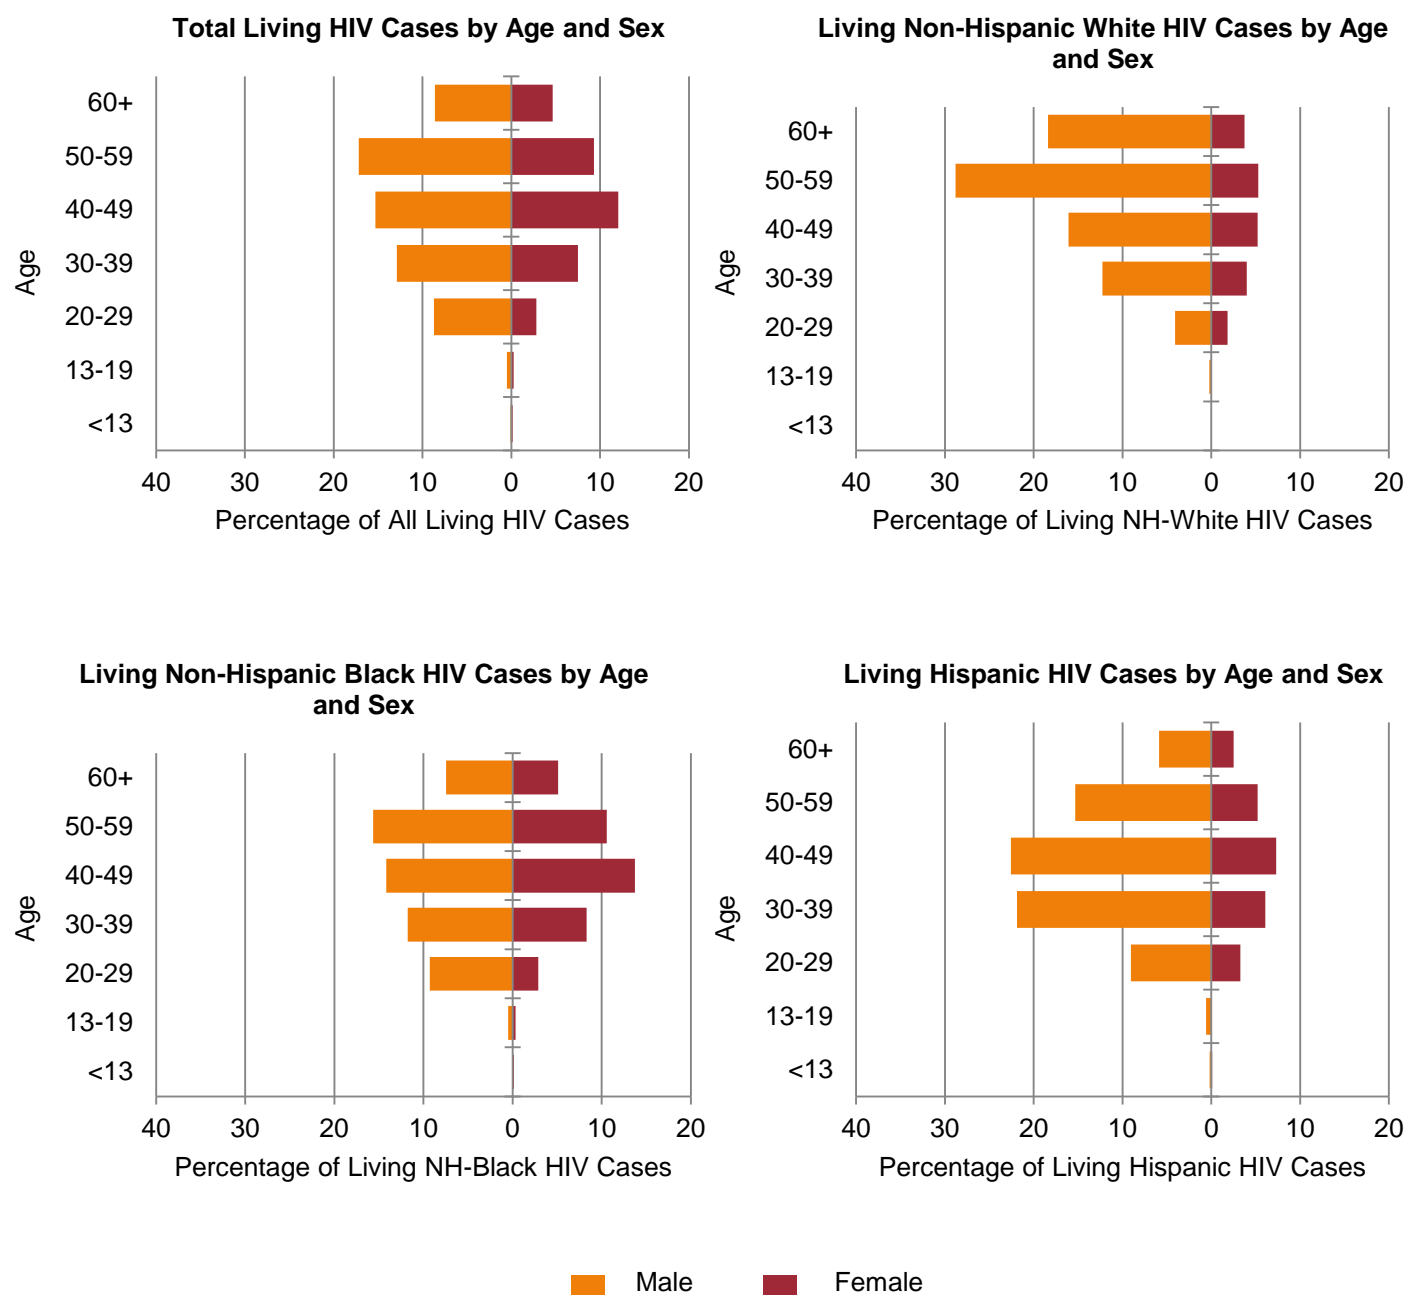 Total Living HIV Cases by Age and Sex
60+
50-59
40-49
30-39
20-29
13-19
<13
Age
40 30 20 10 0 10 20
Percentage of All Living HIV Cases
Living Non-Hispanic White HIV Cases by Age
and Sex
60+
50-59
40-49
30-39
20-29
13-19
<13
Age
40 30 20 10 0 10 20
Percentage of Living NH-White HIV Cases
Living Non-Hispanic Black HIV Cases by Age
and Sex
60+
50-59
40-49
30-39
20-29
13-19
<13
Age
40 30 20 10 0 10 20
Percentage of Living NH-Black HIV Cases
Living Hispanic HIV Cases by Age and Sex
60+
50-59
40-49
30-39
20-29
13-19
<13
Age
40 30 20 10 0 10 20
Percentage of Living Hispanic HIV Cases
Male Female